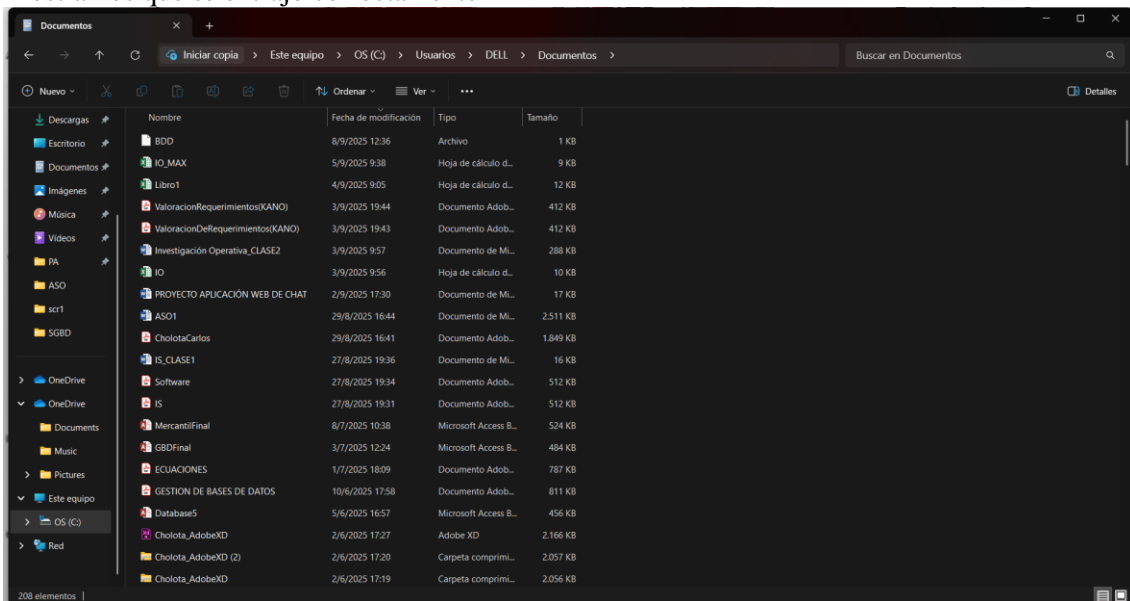 Documentos
Iniciar copia > Este equipo > OS (C:) > Usuarios > DELL > Documentos >
Buscar en Documentos
Nuevo
Ordenar
Ver
Detalles
Descargas
Escritorio
Documentos
Imágenes
Música
Vídeos
PA
ASO
scr1
SGBD
OneDrive
OneDrive
Documents
Music
Pictures
Este equipo
OS (C:)
Red
Nombre Fecha de modificación Tipo Tamaño
BDD 8/9/2025 12:36 Archivo 1 KB
IO_MAX 5/9/2025 9:38 Hoja de cálculo d... 9 KB
Libro1 4/9/2025 9:05 Hoja de cálculo d... 12 KB
ValoracionRequerimientos(KANO) 3/9/2025 19:44 Documento Adob... 412 KB
ValoracionDeRequerimientos(KANO) 3/9/2025 19:43 Documento Adob... 412 KB
Investigación Operativa_CLASE2 3/9/2025 9:57 Documento de Mi... 288 KB
IO 3/9/2025 9:56 Hoja de cálculo d... 10 KB
PROYECTO APLICACIÓN WEB DE CHAT 2/9/2025 17:30 Documento de Mi... 17 KB
ASO1 29/8/2025 16:44 Documento de Mi... 2.511 KB
CholotaCarlos 29/8/2025 16:41 Documento Adob... 1.849 KB
IS_CLASE1 27/8/2025 19:36 Documento de Mi... 16 KB
Software 27/8/2025 19:34 Documento Adob... 512 KB
IS 27/8/2025 19:31 Documento Adob... 512 KB
MercantilFinal 8/7/2025 10:38 Microsoft Access B... 524 KB
GBDFinal 3/7/2025 12:24 Microsoft Access B... 484 KB
ECUACIONES 1/7/2025 18:09 Documento Adob... 787 KB
GESTION DE BASES DE DATOS 10/6/2025 17:58 Documento Adob... 811 KB
Database5 5/6/2025 16:57 Microsoft Access B... 456 KB
Cholota_AdobeXD 2/6/2025 17:27 Adobe XD 2.166 KB
Cholota_AdobeXD (2) 2/6/2025 17:20 Carpeta comprimi... 2.057 KB
Cholota_AdobeXD 2/6/2025 17:19 Carpeta comprimi... 2.056 KB
208 elementos